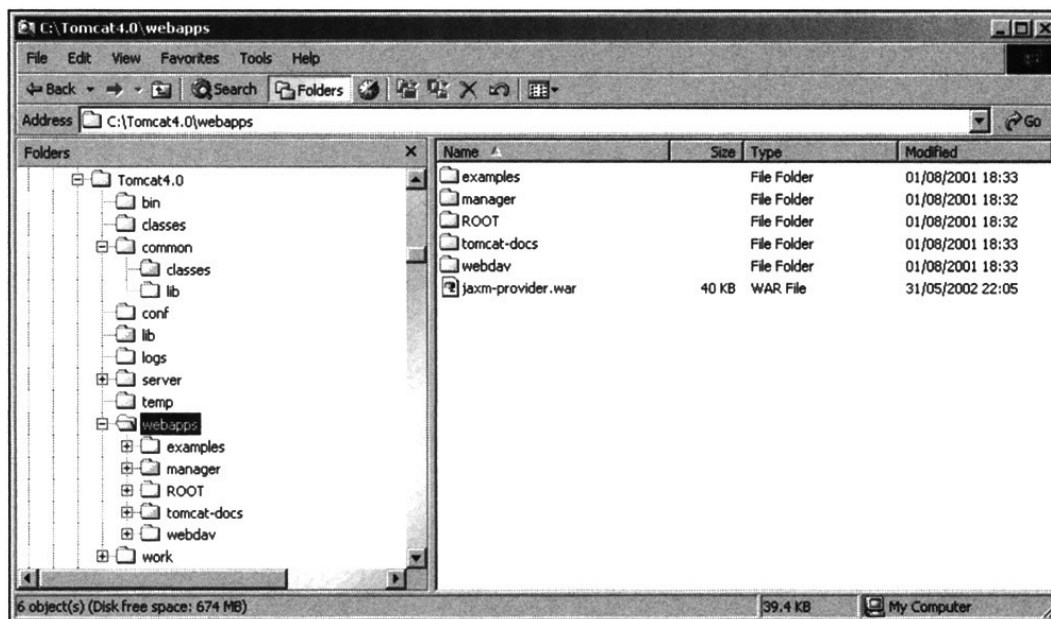 C:\Tomcat4.0\webapps
File Edit View Favorites Tools Help
Back Search Folders
Address C:\Tomcat4.0\webapps Go
Folders
Tomcat4.0
bin
classes
common
classes
lib
conf
lib
logs
server
temp
webapps
examples
manager
ROOT
tomcat-docs
webdav
work
Name Size Type Modified
examples File Folder 01/08/2001 18:33
manager File Folder 01/08/2001 18:32
ROOT File Folder 01/08/2001 18:32
tomcat-docs File Folder 01/08/2001 18:33
webdav File Folder 01/08/2001 18:33
jaxm-provider.war 40 KB WAR File 31/05/2002 22:05
6 object(s) (Disk free space: 674 MB) 39.4 KB My Computer